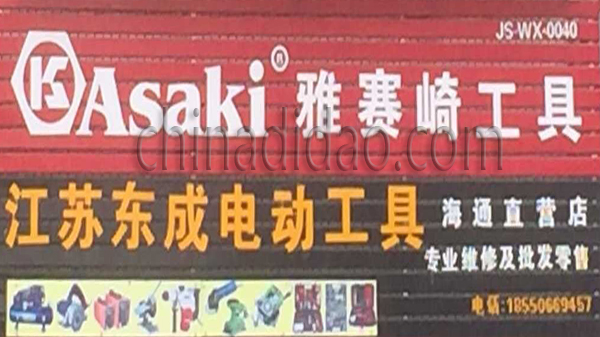 JS-WX-0040
K Asaki® 雅赛崎工具
chinadidao.com
江苏东成电动工具
海通直营店
专业维修及批发零售
电话:18550669457